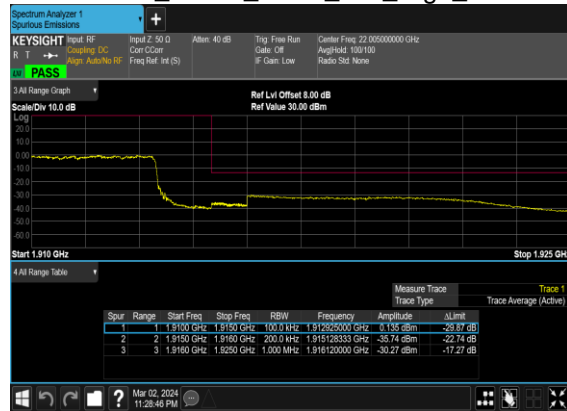 Spectrum Analyzer 1
Spurious Emissions
+
KEYSIGHT Input: RF Input Z: 50 Ω Atten: 40 dB Trig: Free Run Center Freq: 22.005000000 GHz
R T Coupling: DC Corr CCorr Gate: Off Avg|Hold: 100/100
Align: Auto/No RF Freq Ref: Int (S) IF Gain: Low Radio Std: None
PASS
3 All Range Graph Ref Lvl Offset 8.00 dB
Scale/Div 10.0 dB Ref Value 30.00 dBm
Log
20.0
10.0
0.00
-10.0
-20.0
-30.0
-40.0
-50.0
-60.0
Start 1.910 GHz Stop 1.925 GH
4 All Range Table
Measure Trace Trace 1
Trace Type Trace Average (Active)
Spur Range Start Freq Stop Freq RBW Frequency Amplitude ΔLimit
1 1 1.9100 GHz 1.9150 GHz 100.0 kHz 1.912925000 GHz 0.135 dBm -29.87 dB
2 2 1.9150 GHz 1.9160 GHz 200.0 kHz 1.915128333 GHz -35.74 dBm -22.74 dB
3 3 1.9160 GHz 1.9250 GHz 1.000 MHz 1.916120000 GHz -30.27 dBm -17.27 dB
? Mar 02, 2024
11:28:46 PM